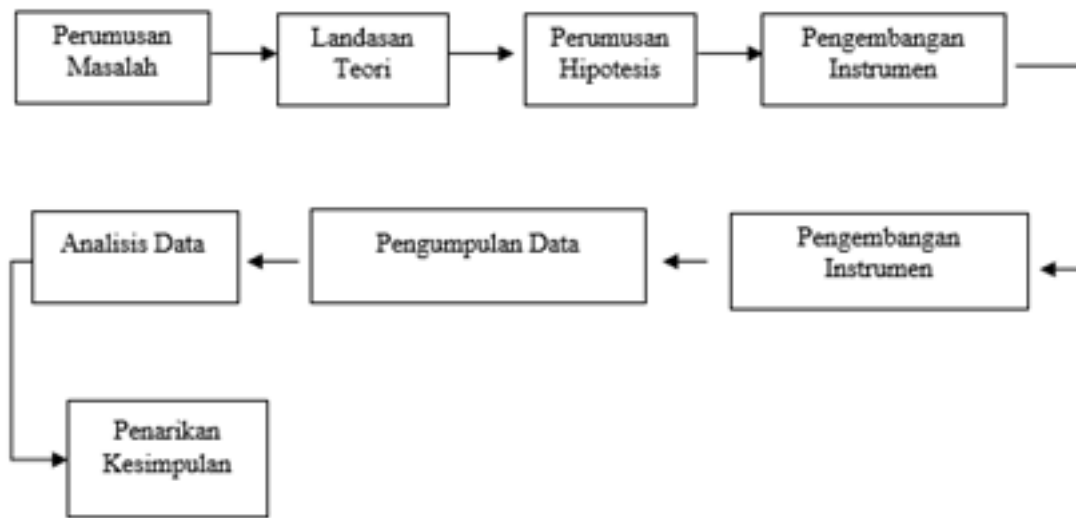 Perumusan
Masalah
Landasan
Teori
Perumusan
Hipotesis
Pengembangan
Instrumen
Pengembangan
Instrumen
Pengumpulan Data
Analisis Data
Penarikan
Kesimpulan